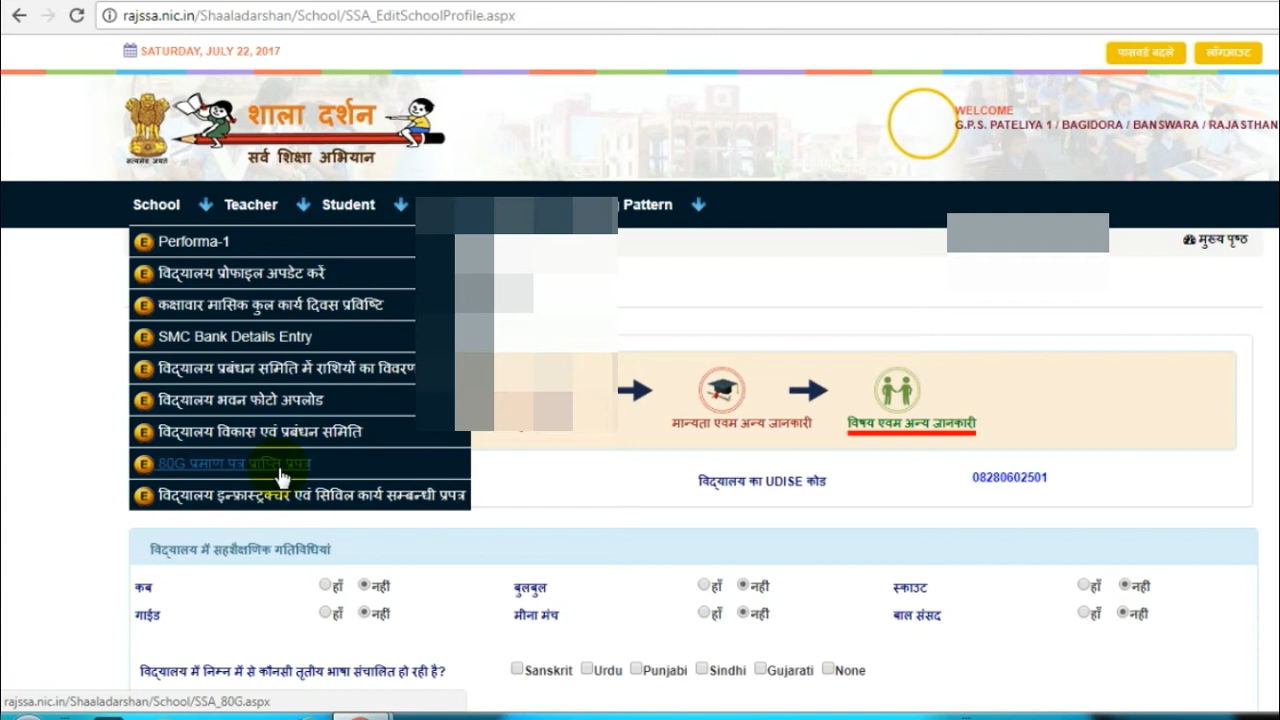 rajssa.nic.in/Shaaladarshan/School/SSA_EditSchoolProfile.aspx
SATURDAY, JULY 22, 2017
पासवर्ड बदले
लॉगआउट
शाला दर्शन
सर्व शिक्षा अभियान
सत्यमेव जयते
WELCOME
G.P.S. PATELIYA 1 / BAGIDORA / BANSWARA / RAJASTHAN
School Teacher Student Pattern
मुख्य पृष्ठ
E Performa-1
E विद्यालय प्रोफाइल अपडेट करें
E कक्षावार मासिक कुल कार्य दिवस प्रविष्टि
E SMC Bank Details Entry
E विद्यालय प्रबंधन समिति में राशियों का विवरण
E विद्यालय भवन फोटो अपलोड
E विद्यालय विकास एवं प्रबंधन समिति
E 80G प्रमाण पत्र प्राप्ति प्रपत्र
E विद्यालय इन्फ्रास्ट्रक्चर एवं सिविल कार्य सम्बन्धी प्रपत्र
मान्यता एवम अन्य जानकारी
विषय एवम अन्य जानकारी
विद्यालय का UDISE कोड 08280602501
विद्यालय में सहशैक्षणिक गतिविधियां
कब हाँ नही बुलबुल हाँ नही स्काउट हाँ नही
गाईड हाँ नही मीना मंच हाँ नही बाल संसद हाँ नही
विद्यालय में निम्न में से कौनसी तृतीय भाषा संचालित हो रही है? Sanskrit Urdu Punjabi Sindhi Gujarati None
rajssa.nic.in/Shaaladarshan/School/SSA_80G.aspx